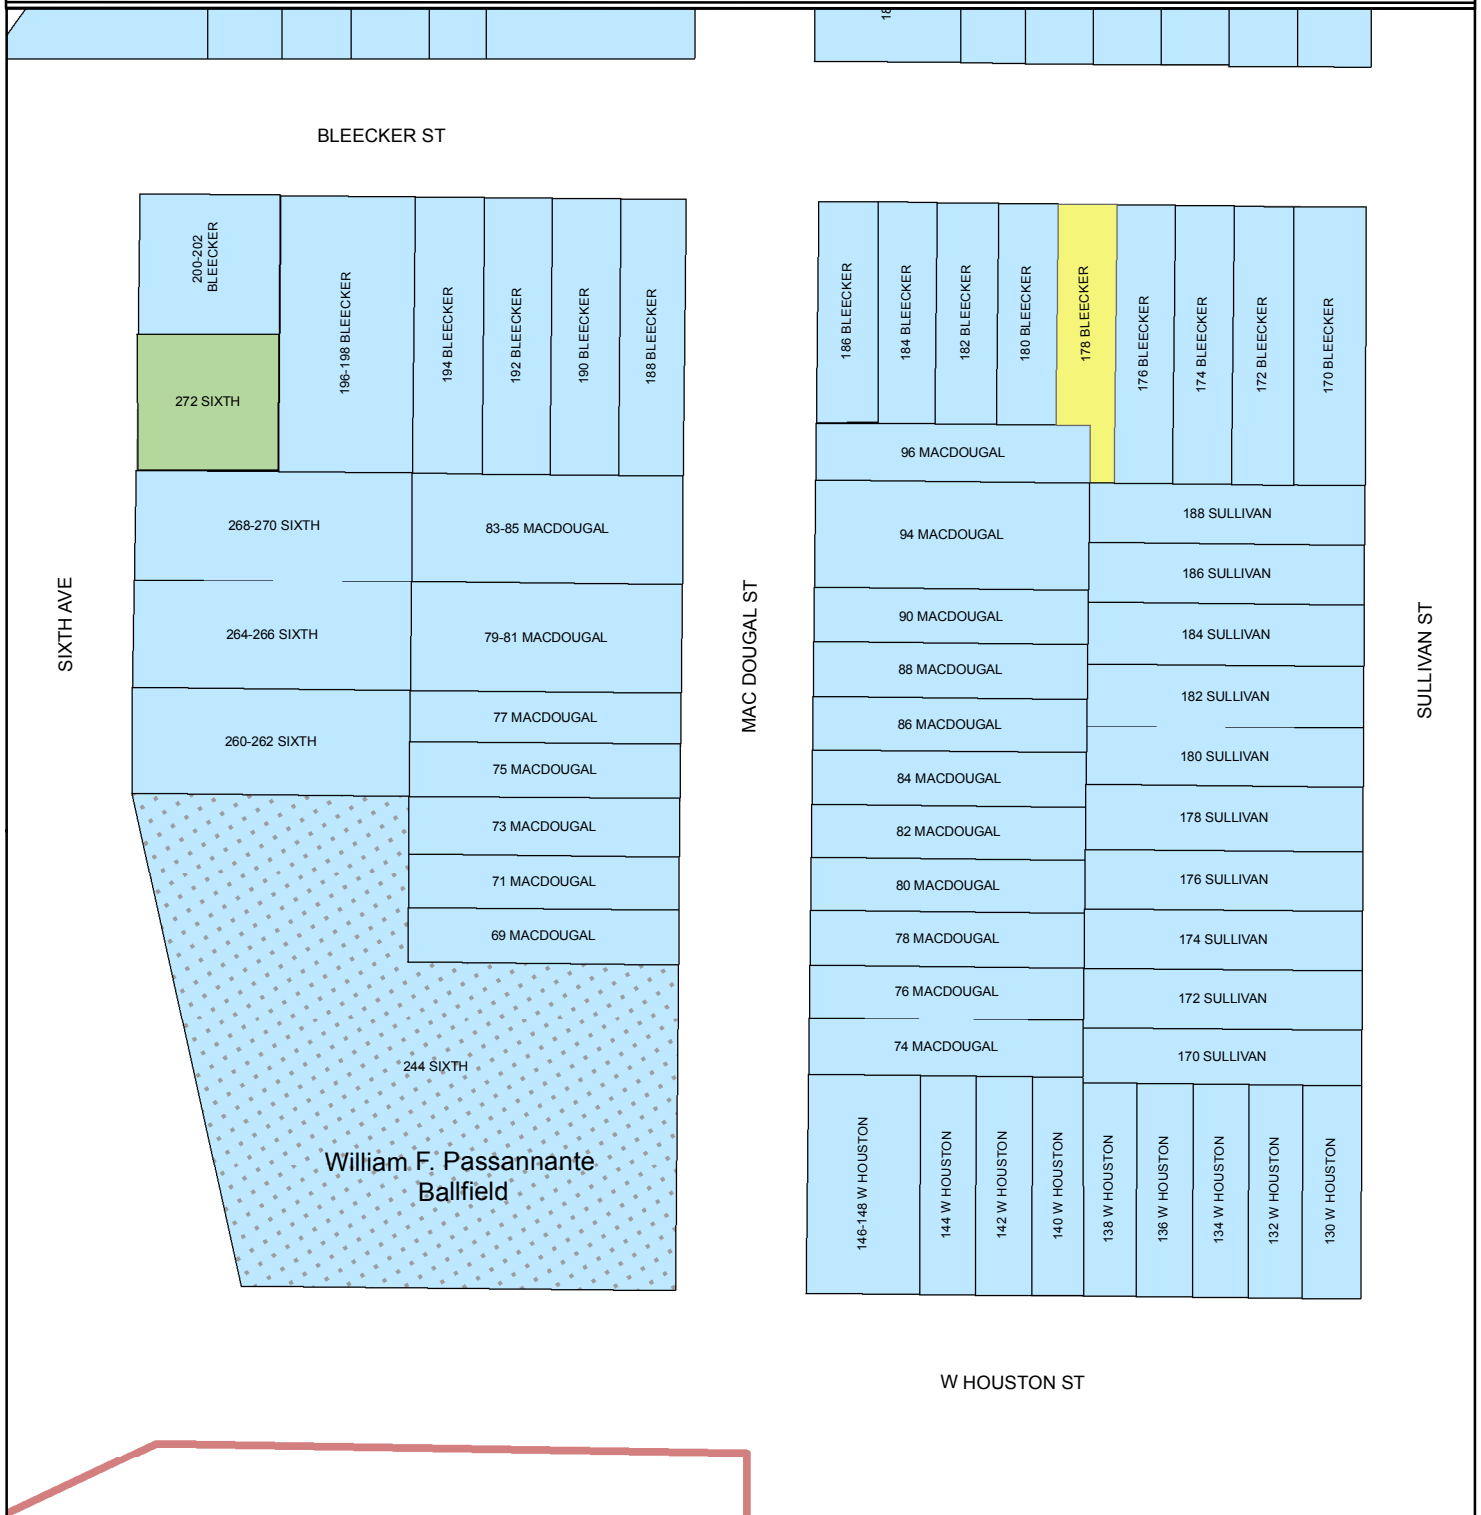 18
BLEECKER ST
200-202
BLEECKER
196-198 BLEECKER
194 BLEECKER
192 BLEECKER
190 BLEECKER
188 BLEECKER
272 SIXTH
268-270 SIXTH
83-85 MACDOUGAL
264-266 SIXTH
79-81 MACDOUGAL
260-262 SIXTH
77 MACDOUGAL
75 MACDOUGAL
73 MACDOUGAL
71 MACDOUGAL
69 MACDOUGAL
244 SIXTH
William F. Passannante
Ballfield
SIXTH AVE
MAC DOUGAL ST
186 BLEECKER
184 BLEECKER
182 BLEECKER
180 BLEECKER
178 BLEECKER
176 BLEECKER
174 BLEECKER
172 BLEECKER
170 BLEECKER
96 MACDOUGAL
94 MACDOUGAL
90 MACDOUGAL
88 MACDOUGAL
86 MACDOUGAL
84 MACDOUGAL
82 MACDOUGAL
80 MACDOUGAL
78 MACDOUGAL
76 MACDOUGAL
74 MACDOUGAL
188 SULLIVAN
186 SULLIVAN
184 SULLIVAN
182 SULLIVAN
180 SULLIVAN
178 SULLIVAN
176 SULLIVAN
174 SULLIVAN
172 SULLIVAN
170 SULLIVAN
146-148 W HOUSTON
144 W HOUSTON
142 W HOUSTON
140 W HOUSTON
138 W HOUSTON
136 W HOUSTON
134 W HOUSTON
132 W HOUSTON
130 W HOUSTON
SULLIVAN ST
W HOUSTON ST